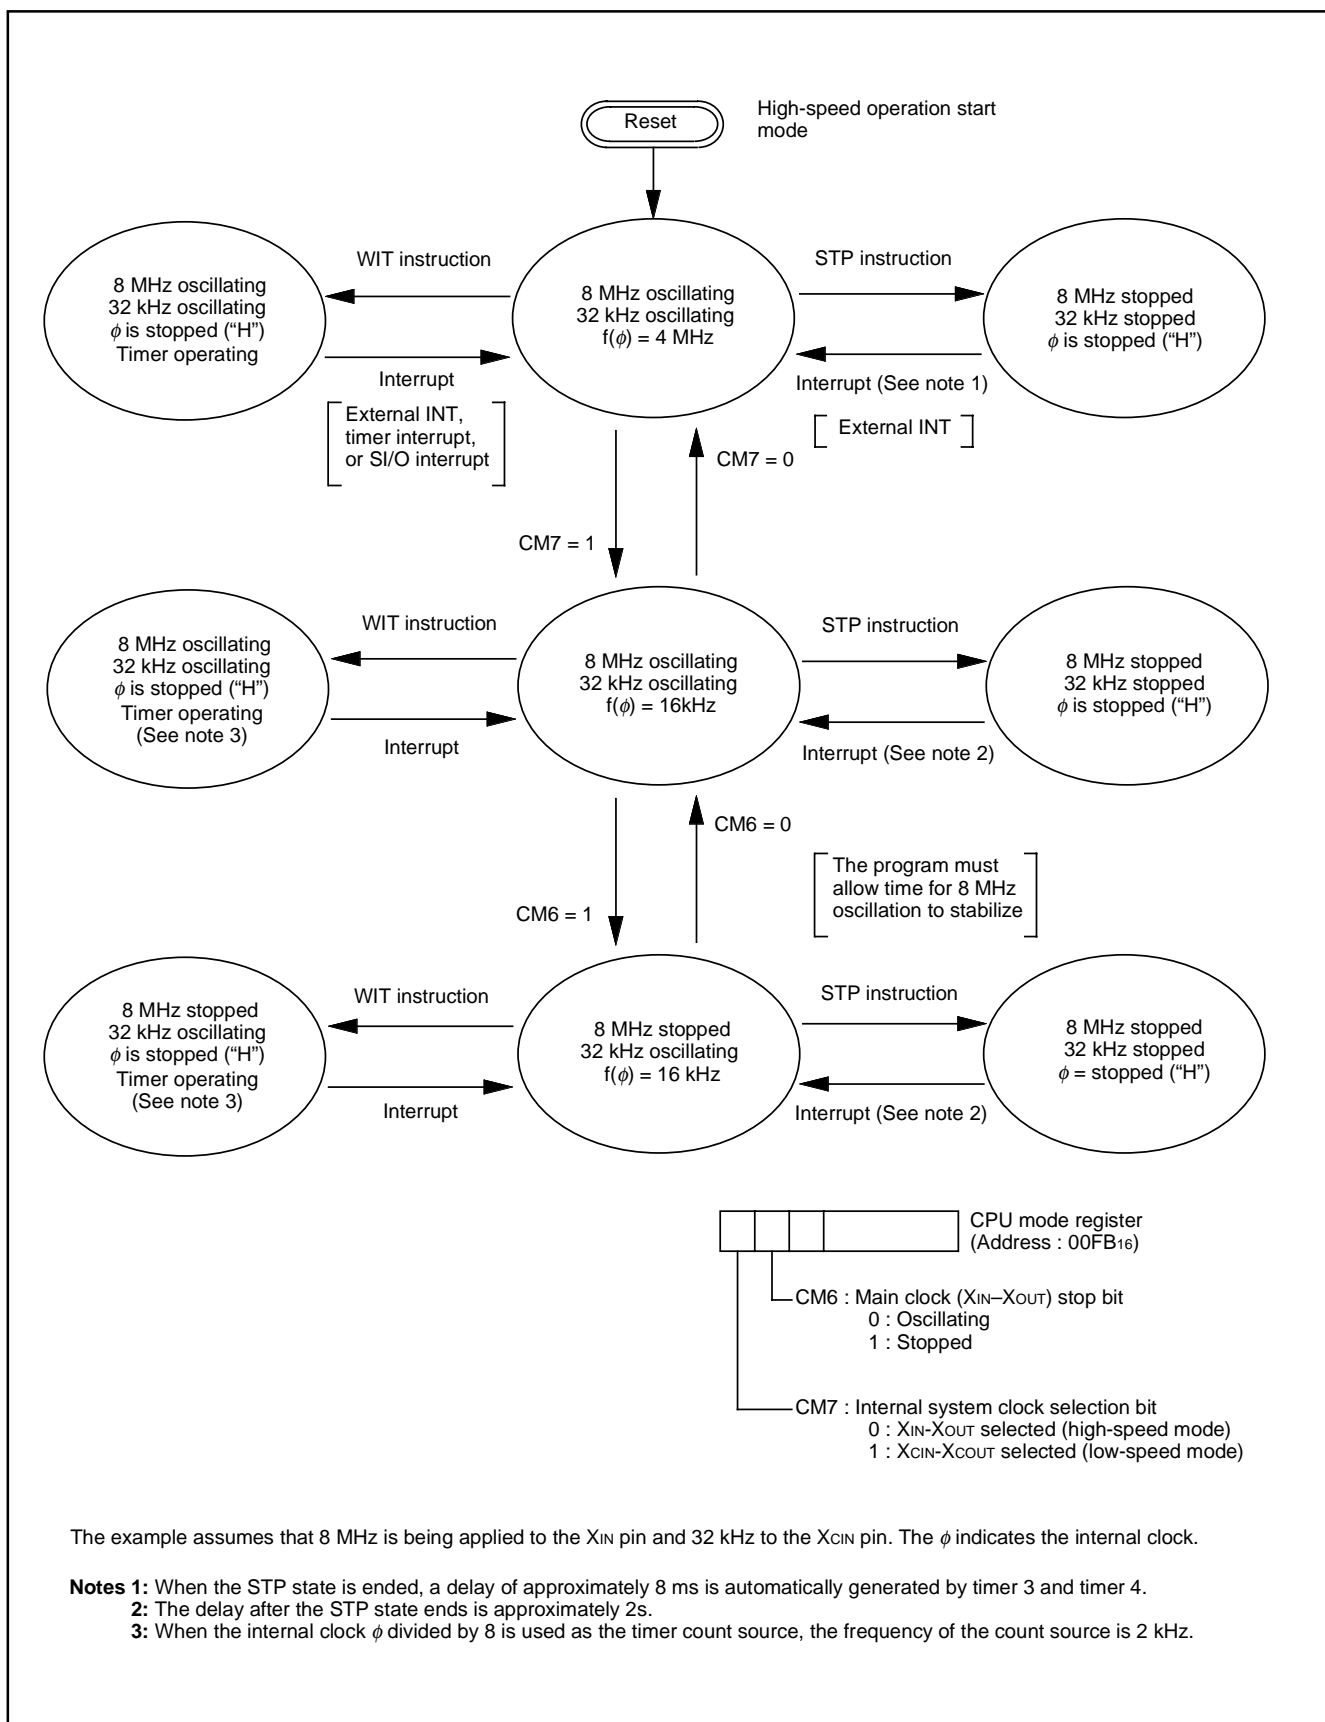 Reset
High-speed operation start
mode
8 MHz oscillating
32 kHz oscillating
ϕ is stopped (“H”)
Timer operating
WIT instruction
Interrupt
External INT,
timer interrupt,
or SI/O interrupt
8 MHz oscillating
32 kHz oscillating
f(ϕ) = 4 MHz
STP instruction
Interrupt (See note 1)
External INT
8 MHz stopped
32 kHz stopped
ϕ is stopped (“H”)
CM7 = 0
CM7 = 1
8 MHz oscillating
32 kHz oscillating
ϕ is stopped (“H”)
Timer operating
(See note 3)
WIT instruction
Interrupt
8 MHz oscillating
32 kHz oscillating
f(ϕ) = 16kHz
STP instruction
Interrupt (See note 2)
8 MHz stopped
32 kHz stopped
ϕ is stopped (“H”)
CM6 = 0
CM6 = 1
The program must
allow time for 8 MHz
oscillation to stabilize
8 MHz stopped
32 kHz oscillating
ϕ is stopped (“H”)
Timer operating
(See note 3)
WIT instruction
Interrupt
8 MHz stopped
32 kHz oscillating
f(ϕ) = 16 kHz
STP instruction
Interrupt (See note 2)
8 MHz stopped
32 kHz stopped
ϕ = stopped (“H”)
CPU mode register
(Address : 00FB16)
CM6 : Main clock (XIN–XOUT) stop bit
0 : Oscillating
1 : Stopped
CM7 : Internal system clock selection bit
0 : XIN-XOUT selected (high-speed mode)
1 : XCIN-XCOUT selected (low-speed mode)
The example assumes that 8 MHz is being applied to the XIN pin and 32 kHz to the XCIN pin. The ϕ indicates the internal clock.
Notes 1: When the STP state is ended, a delay of approximately 8 ms is automatically generated by timer 3 and timer 4.
2: The delay after the STP state ends is approximately 2s.
3: When the internal clock ϕ divided by 8 is used as the timer count source, the frequency of the count source is 2 kHz.